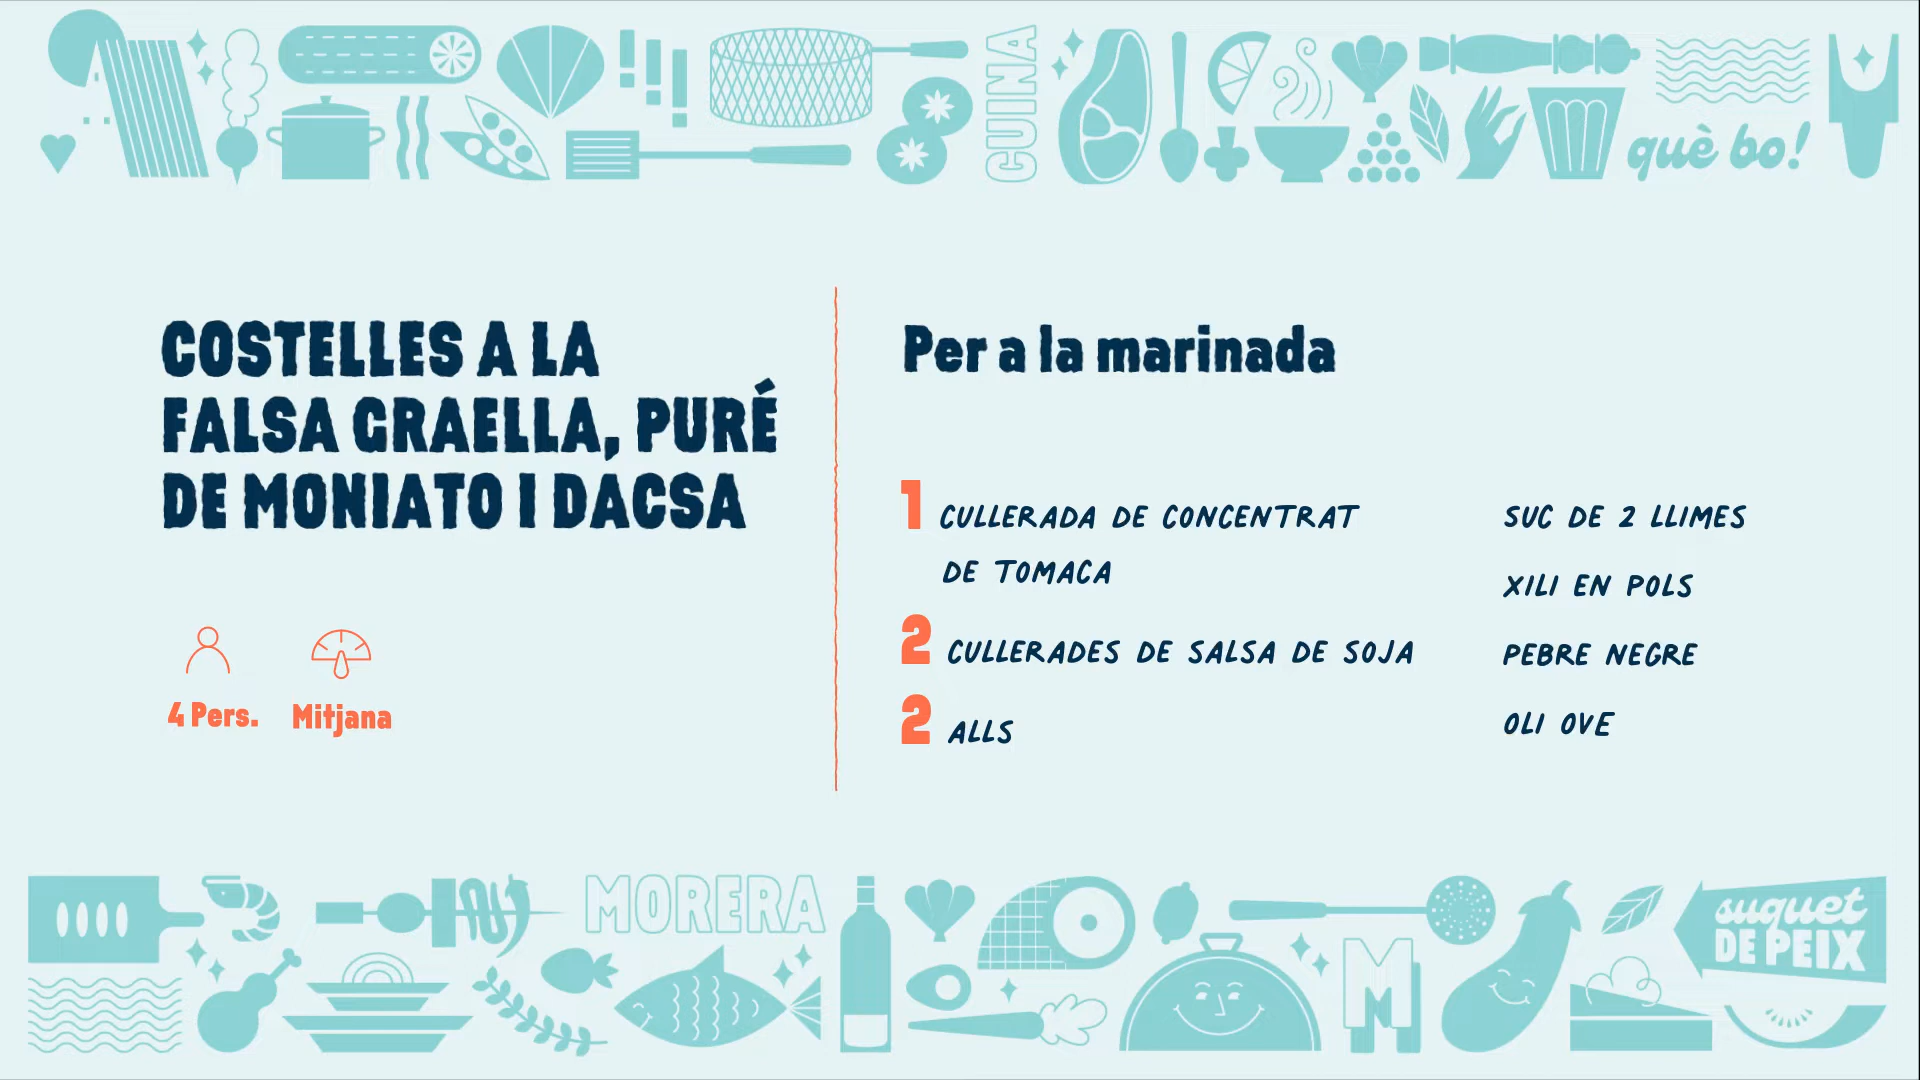 CUINA
què bo!
COSTELLES A LA
FALSA GRAELLA, PURÉ
DE MONIATO I DACSA
4 Pers.
Mitjana
Per a la marinada
1 CULLERADA DE CONCENTRAT
DE TOMACA
2 CULLERADES DE SALSA DE SOJA
2 ALLS
SUC DE 2 LLIMES
XILI EN POLS
PEBRE NEGRE
OLI OVE
MORERA
M
suquet
DE PEIX